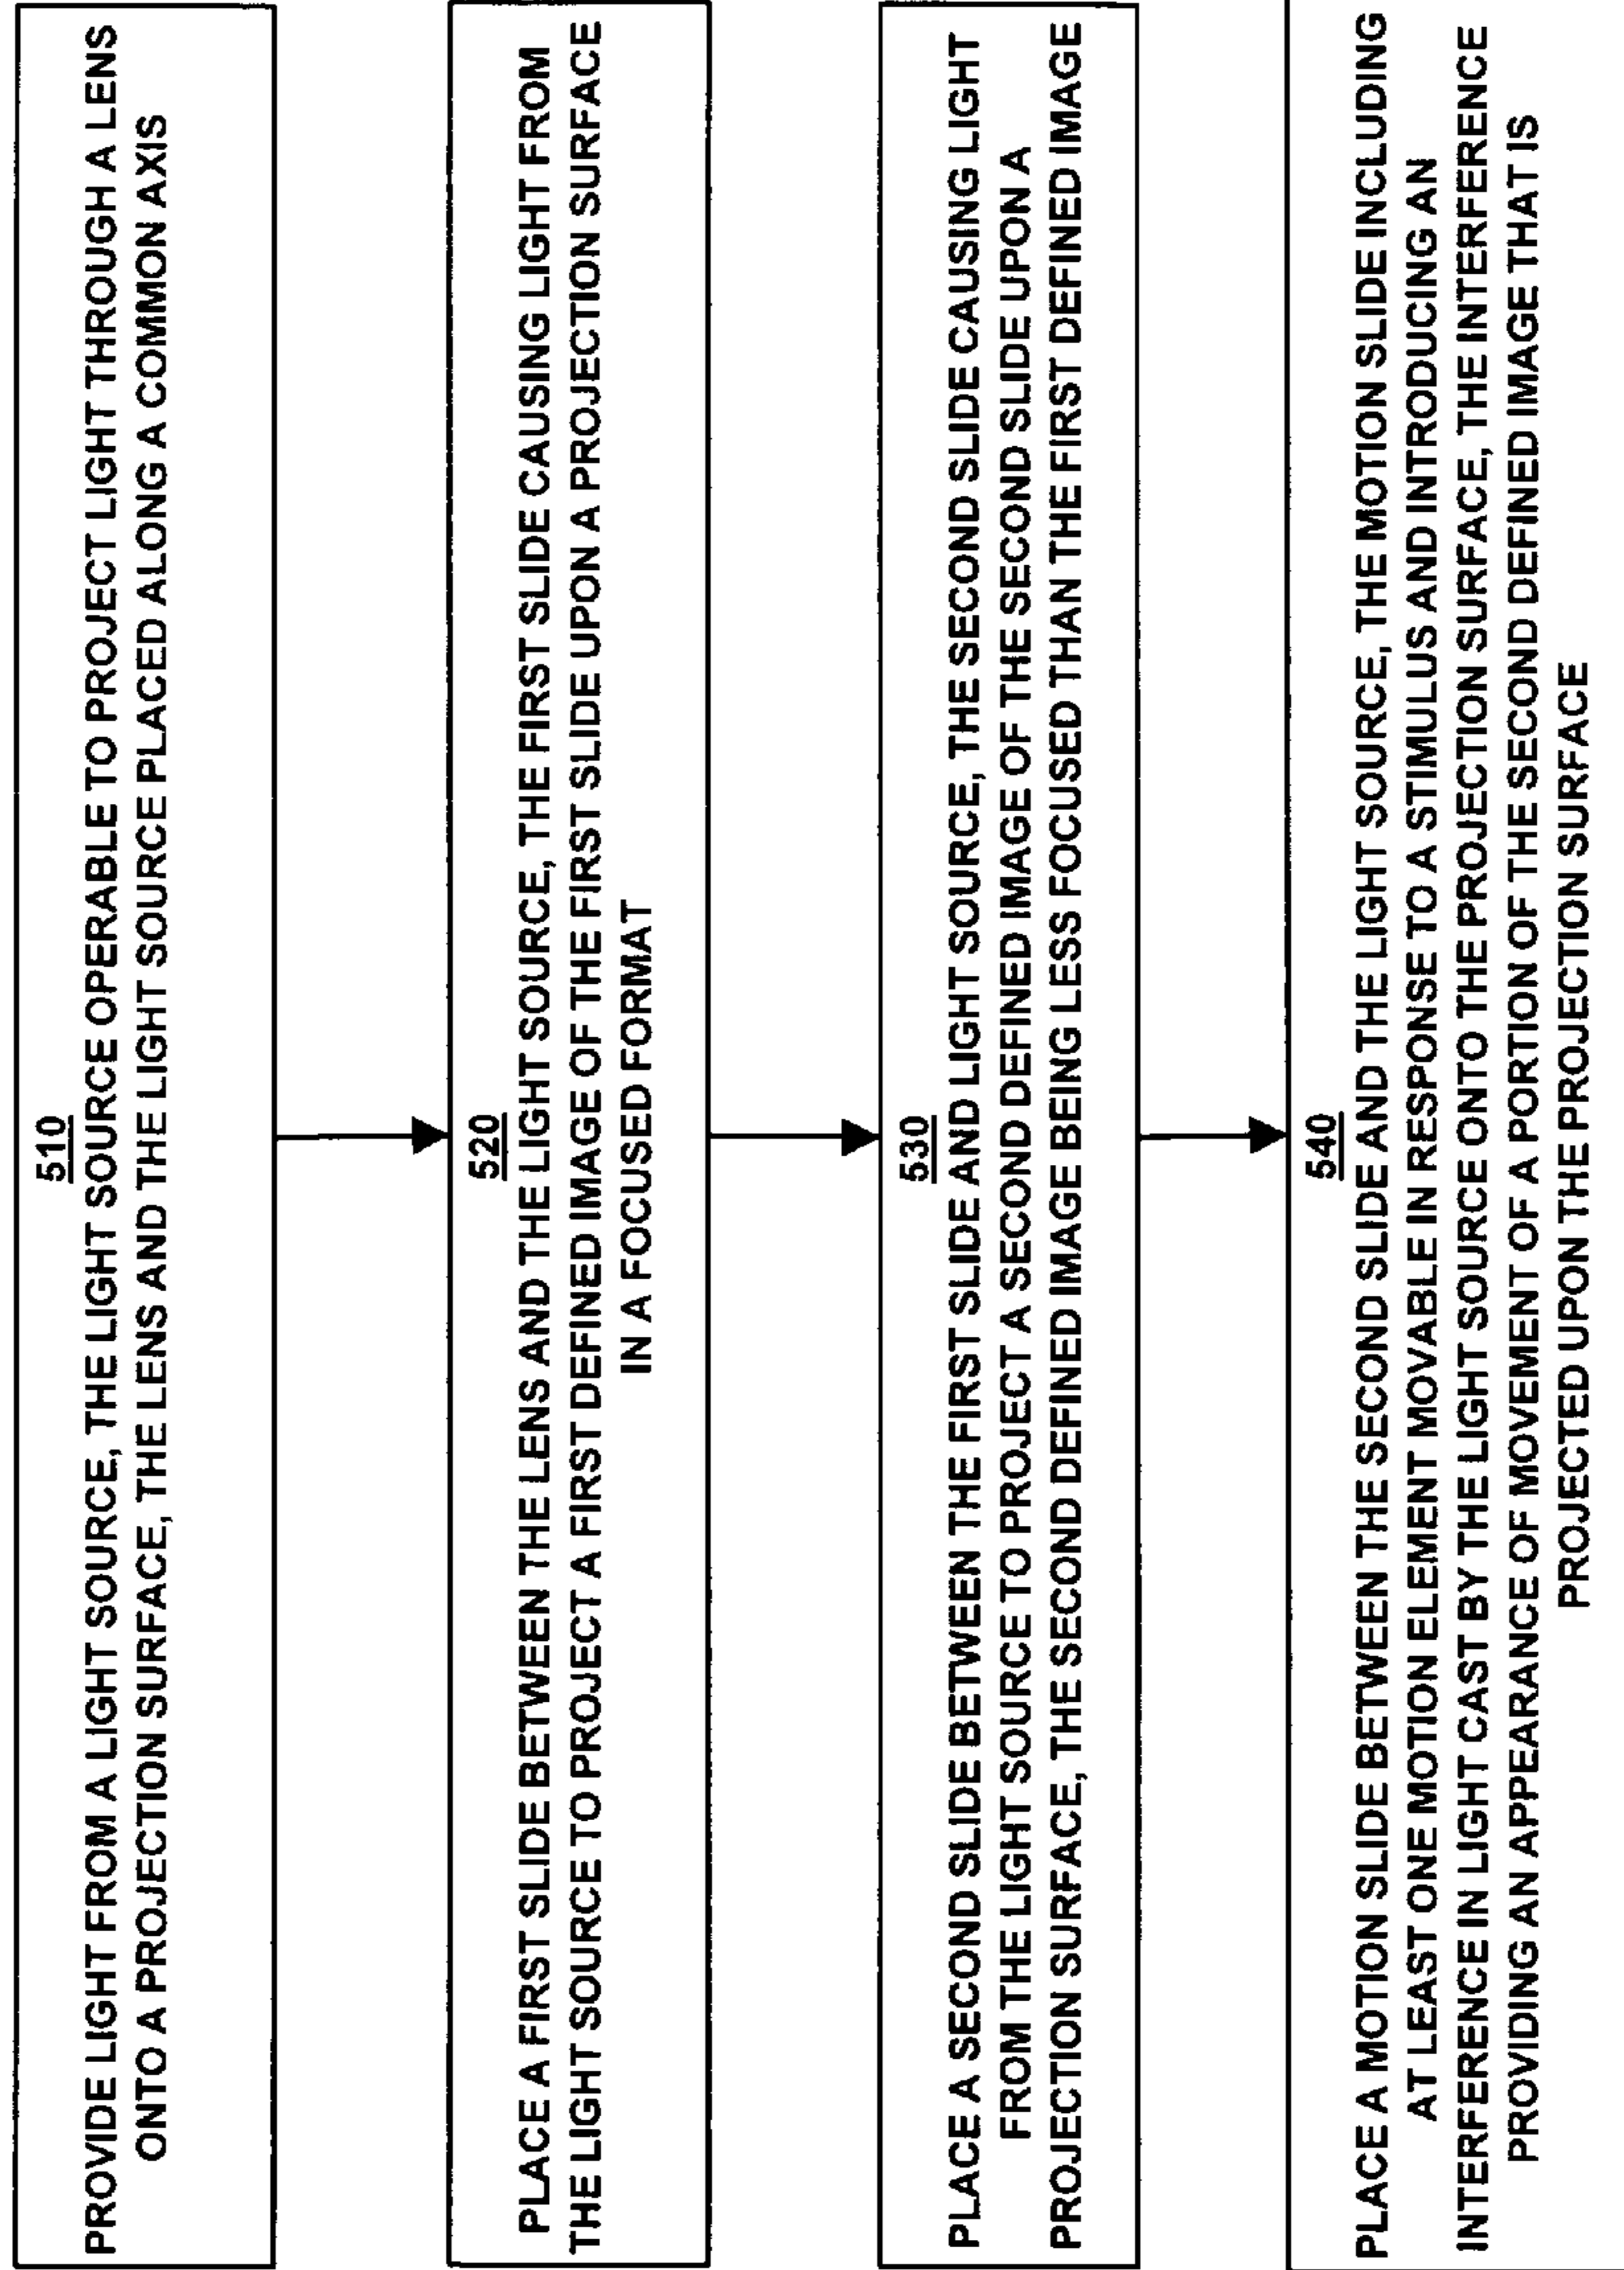 510
PROVIDE LIGHT FROM A LIGHT SOURCE, THE LIGHT SOURCE OPERABLE TO PROJECT LIGHT THROUGH A LENS
ONTO A PROJECTION SURFACE, THE LENS AND THE LIGHT SOURCE PLACED ALONG A COMMON AXIS
520
PLACE A FIRST SLIDE BETWEEN THE LENS AND THE LIGHT SOURCE, THE FIRST SLIDE CAUSING LIGHT FROM
THE LIGHT SOURCE TO PROJECT A FIRST DEFINED IMAGE OF THE FIRST SLIDE UPON A PROJECTION SURFACE
IN A FOCUSED FORMAT
530
PLACE A SECOND SLIDE BETWEEN THE FIRST SLIDE AND LIGHT SOURCE, THE SECOND SLIDE CAUSING LIGHT
FROM THE LIGHT SOURCE TO PROJECT A SECOND DEFINED IMAGE OF THE SECOND SLIDE UPON A
PROJECTION SURFACE, THE SECOND DEFINED IMAGE BEING LESS FOCUSED THAN THE FIRST DEFINED IMAGE
540
PLACE A MOTION SLIDE BETWEEN THE SECOND SLIDE AND THE LIGHT SOURCE, THE MOTION SLIDE INCLUDING
AT LEAST ONE MOTION ELEMENT MOVABLE IN RESPONSE TO A STIMULUS AND INTRODUCING AN
INTERFERENCE IN LIGHT CAST BY THE LIGHT SOURCE ONTO THE PROJECTION SURFACE, THE INTERFERENCE
PROVIDING AN APPEARANCE OF MOVEMENT OF A PORTION OF THE SECOND DEFINED IMAGE THAT IS
PROJECTED UPON THE PROJECTION SURFACE